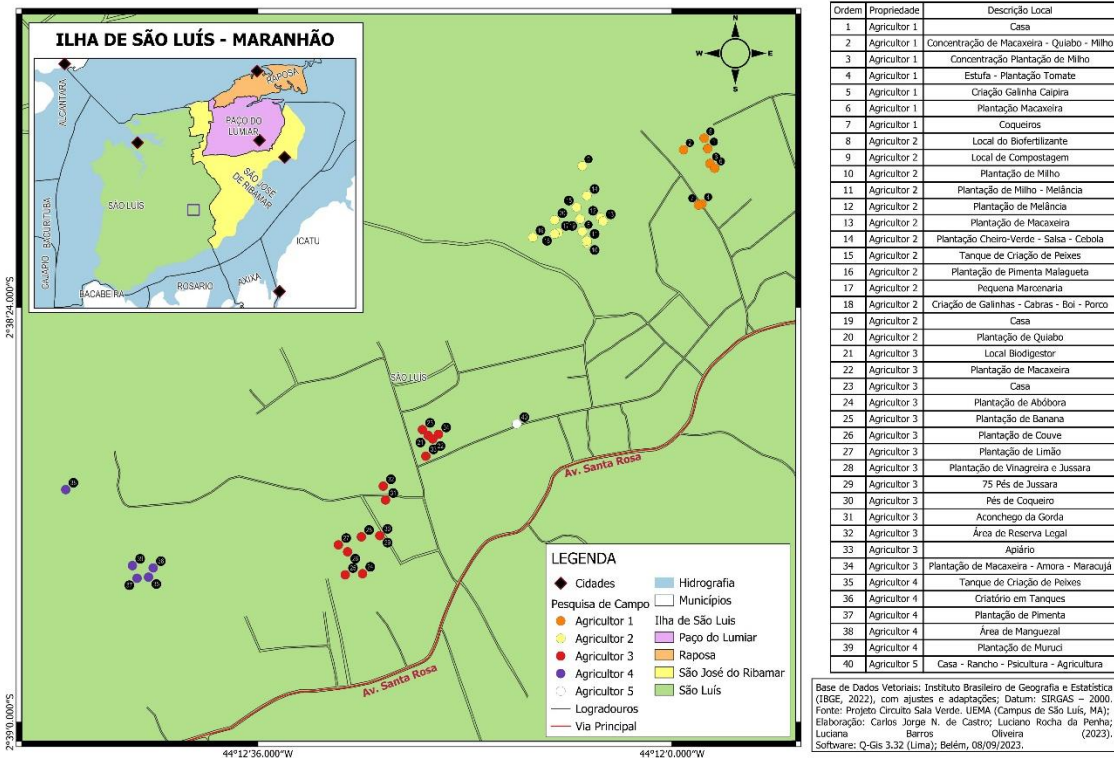 ILHA DE SÃO LUÍS - MARANHÃO
ALCANTARA
RAPOSA
PAÇO DO
LUMIAR
SÃO JOSÉ
DE RIBAMAR
SÃO LUIS
CAJAPIO
BACURITUBA
ICATU
BACABEIRA
ROSARIO
AXIXA
N
W
E
S
SÃO LUIS
Av. Santa Rosa
Av. Santa Rosa
2°38'24.000"S
2°39'0.000"S
44°12'36.000"W
44°12'0.000"W
LEGENDA
Cidades
Pesquisa de Campo
Agricultor 1
Agricultor 2
Agricultor 3
Agricultor 4
Agricultor 5
Logradouros
Via Principal
Hidrografia
Municípios
Ilha de São Luis
Paço do Lumiar
Raposa
São José do Ribamar
São Luís
Ordem Propriedade Descrição Local
1 Agricultor 1 Casa
2 Agricultor 1 Concentração de Macaxeira - Quiabo - Milho
3 Agricultor 1 Concentração Plantação de Milho
4 Agricultor 1 Estufa - Plantação Tomate
5 Agricultor 1 Criação Galinha Caipira
6 Agricultor 1 Plantação Macaxeira
7 Agricultor 1 Coqueiros
8 Agricultor 2 Local do Biofertilizante
9 Agricultor 2 Local de Compostagem
10 Agricultor 2 Plantação de Milho
11 Agricultor 2 Plantação de Milho - Melância
12 Agricultor 2 Plantação de Melância
13 Agricultor 2 Plantação de Macaxeira
14 Agricultor 2 Plantação Cheiro-Verde - Salsa - Cebola
15 Agricultor 2 Tanque de Criação de Peixes
16 Agricultor 2 Plantação de Pimenta Malagueta
17 Agricultor 2 Pequena Marcenaria
18 Agricultor 2 Criação de Galinhas - Cabras - Boi - Porco
19 Agricultor 2 Casa
20 Agricultor 2 Plantação de Quiabo
21 Agricultor 3 Local Biodigestor
22 Agricultor 3 Plantação de Macaxeira
23 Agricultor 3 Casa
24 Agricultor 3 Plantação de Abóbora
25 Agricultor 3 Plantação de Banana
26 Agricultor 3 Plantação de Couve
27 Agricultor 3 Plantação de Limão
28 Agricultor 3 Plantação de Vinagreira e Jussara
29 Agricultor 3 75 Pés de Jussara
30 Agricultor 3 Pés de Coqueiro
31 Agricultor 3 Aconchego da Gorda
32 Agricultor 3 Área de Reserva Legal
33 Agricultor 3 Apiário
34 Agricultor 3 Plantação de Macaxeira - Amora - Maracujá
35 Agricultor 4 Tanque de Criação de Peixes
36 Agricultor 4 Criatório em Tanques
37 Agricultor 4 Plantação de Pimenta
38 Agricultor 4 Área de Manguezal
39 Agricultor 4 Plantação de Muruci
40 Agricultor 5 Casa - Rancho - Psicultura - Agricultura
Base de Dados Vetoriais: Instituto Brasileiro de Geografia e Estatística
(IBGE, 2022), com ajustes e adaptações; Datum: SIRGAS – 2000.
Fonte: Projeto Circuito Sala Verde. UEMA (Campus de São Luís, MA);
Elaboração: Carlos Jorge N. de Castro; Luciano Rocha da Penha;
Luciana Barros Oliveira (2023).
Software: Q-Gis 3.32 (Lima); Belém, 08/09/2023.